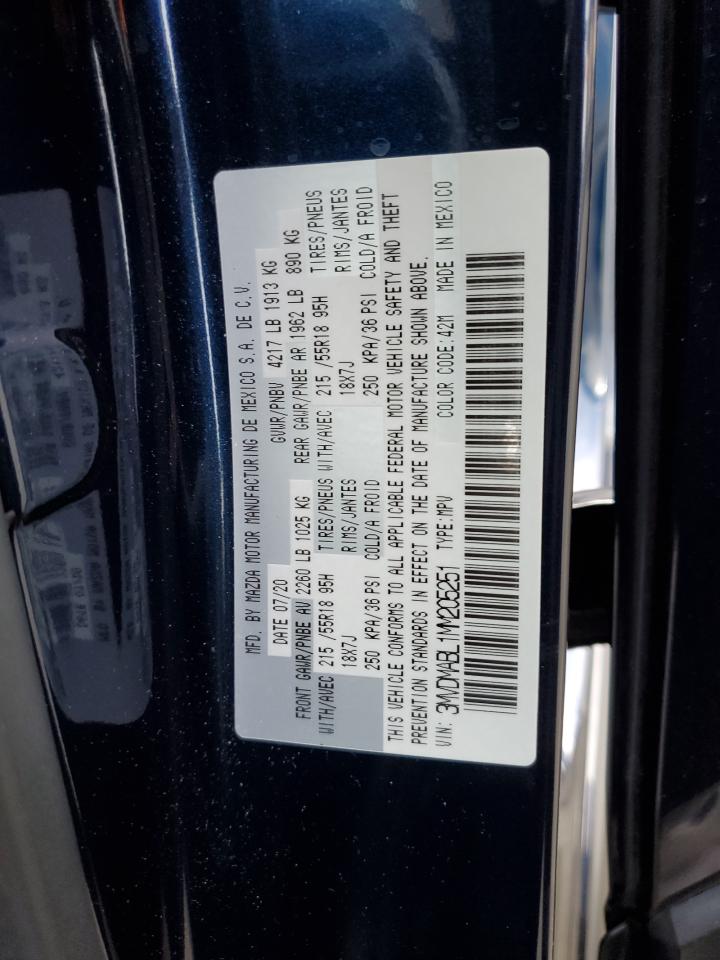 MFD. BY MAZDA MOTOR MANUFACTURING DE MEXICO S.A. DE C.V.
DATE 07/20 GVWR/PNBV 4217 LB 1913 KG
FRONT GAWR/PNBE AV 2260 LB 1025 KG REAR GAWR/PNBE AR 1962 LB 890 KG
WITH/AVEC 215 /55R18 95H TIRES/PNEUS WITH/AVEC 215 /55R18 95H TIRES/PNEUS
18X7J RIMS/JANTES 18X7J RIMS/JANTES
250 KPA/36 PSI COLD/A FROID 250 KPA/36 PSI COLD/A FROID
THIS VEHICLE CONFORMS TO ALL APPLICABLE FEDERAL MOTOR VEHICLE SAFETY AND THEFT
PREVENTION STANDARDS IN EFFECT ON THE DATE OF MANUFACTURE SHOWN ABOVE.
VIN: 3MVDMABL1MM205251 TYPE:MPV COLOR CODE:42M MADE IN MEXICO